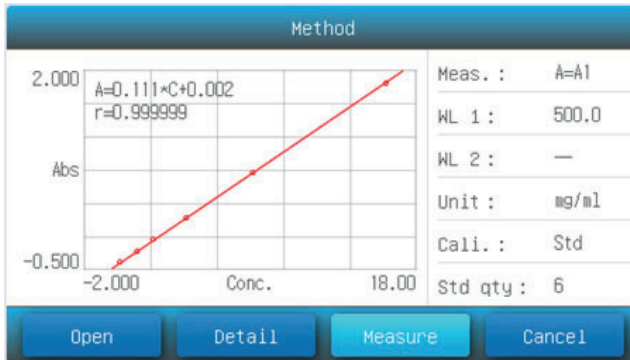 Method
2.000
A=0.111*C+0.002
r=0.999999
Abs
-0.500
-2.000 Conc. 18.00
Meas.: A=A1
WL 1: 500.0
WL 2: —
Unit: mg/ml
Cali.: Std
Std qty: 6
Open Detail Measure Cancel